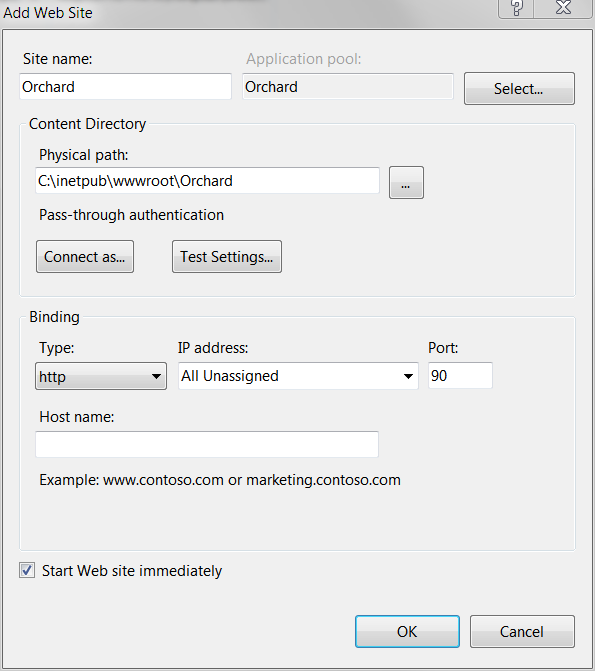 Add Web Site
Site name: Application pool:
Orchard Orchard Select...
Content Directory
Physical path:
C:\inetpub\wwwroot\Orchard ...
Pass-through authentication
Connect as... Test Settings...
Binding
Type: IP address: Port:
http All Unassigned 90
Host name:
Example: www.contoso.com or marketing.contoso.com
Start Web site immediately
OK Cancel